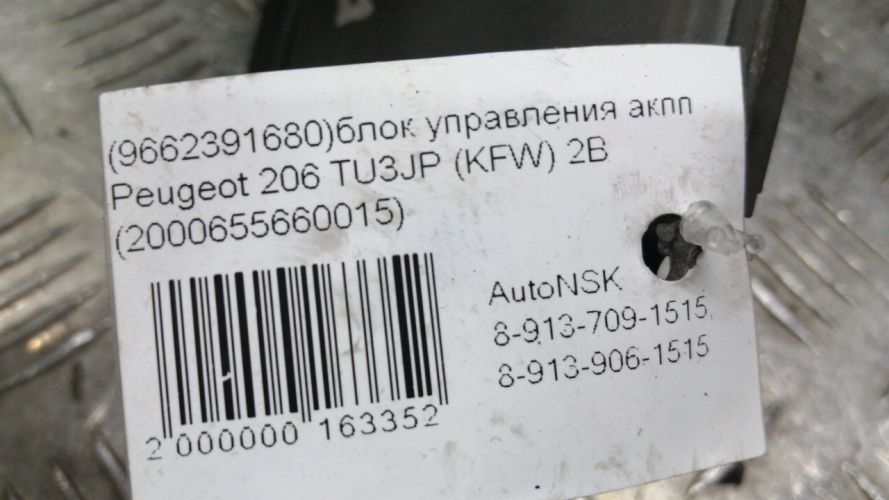 (9662391680)блок управления акпп
Peugeot 206 TU3JP (KFW) 2B
(2000655660015)
AutoNSK
8-913-709-1515,
8-913-906-1515
2 000000 163352